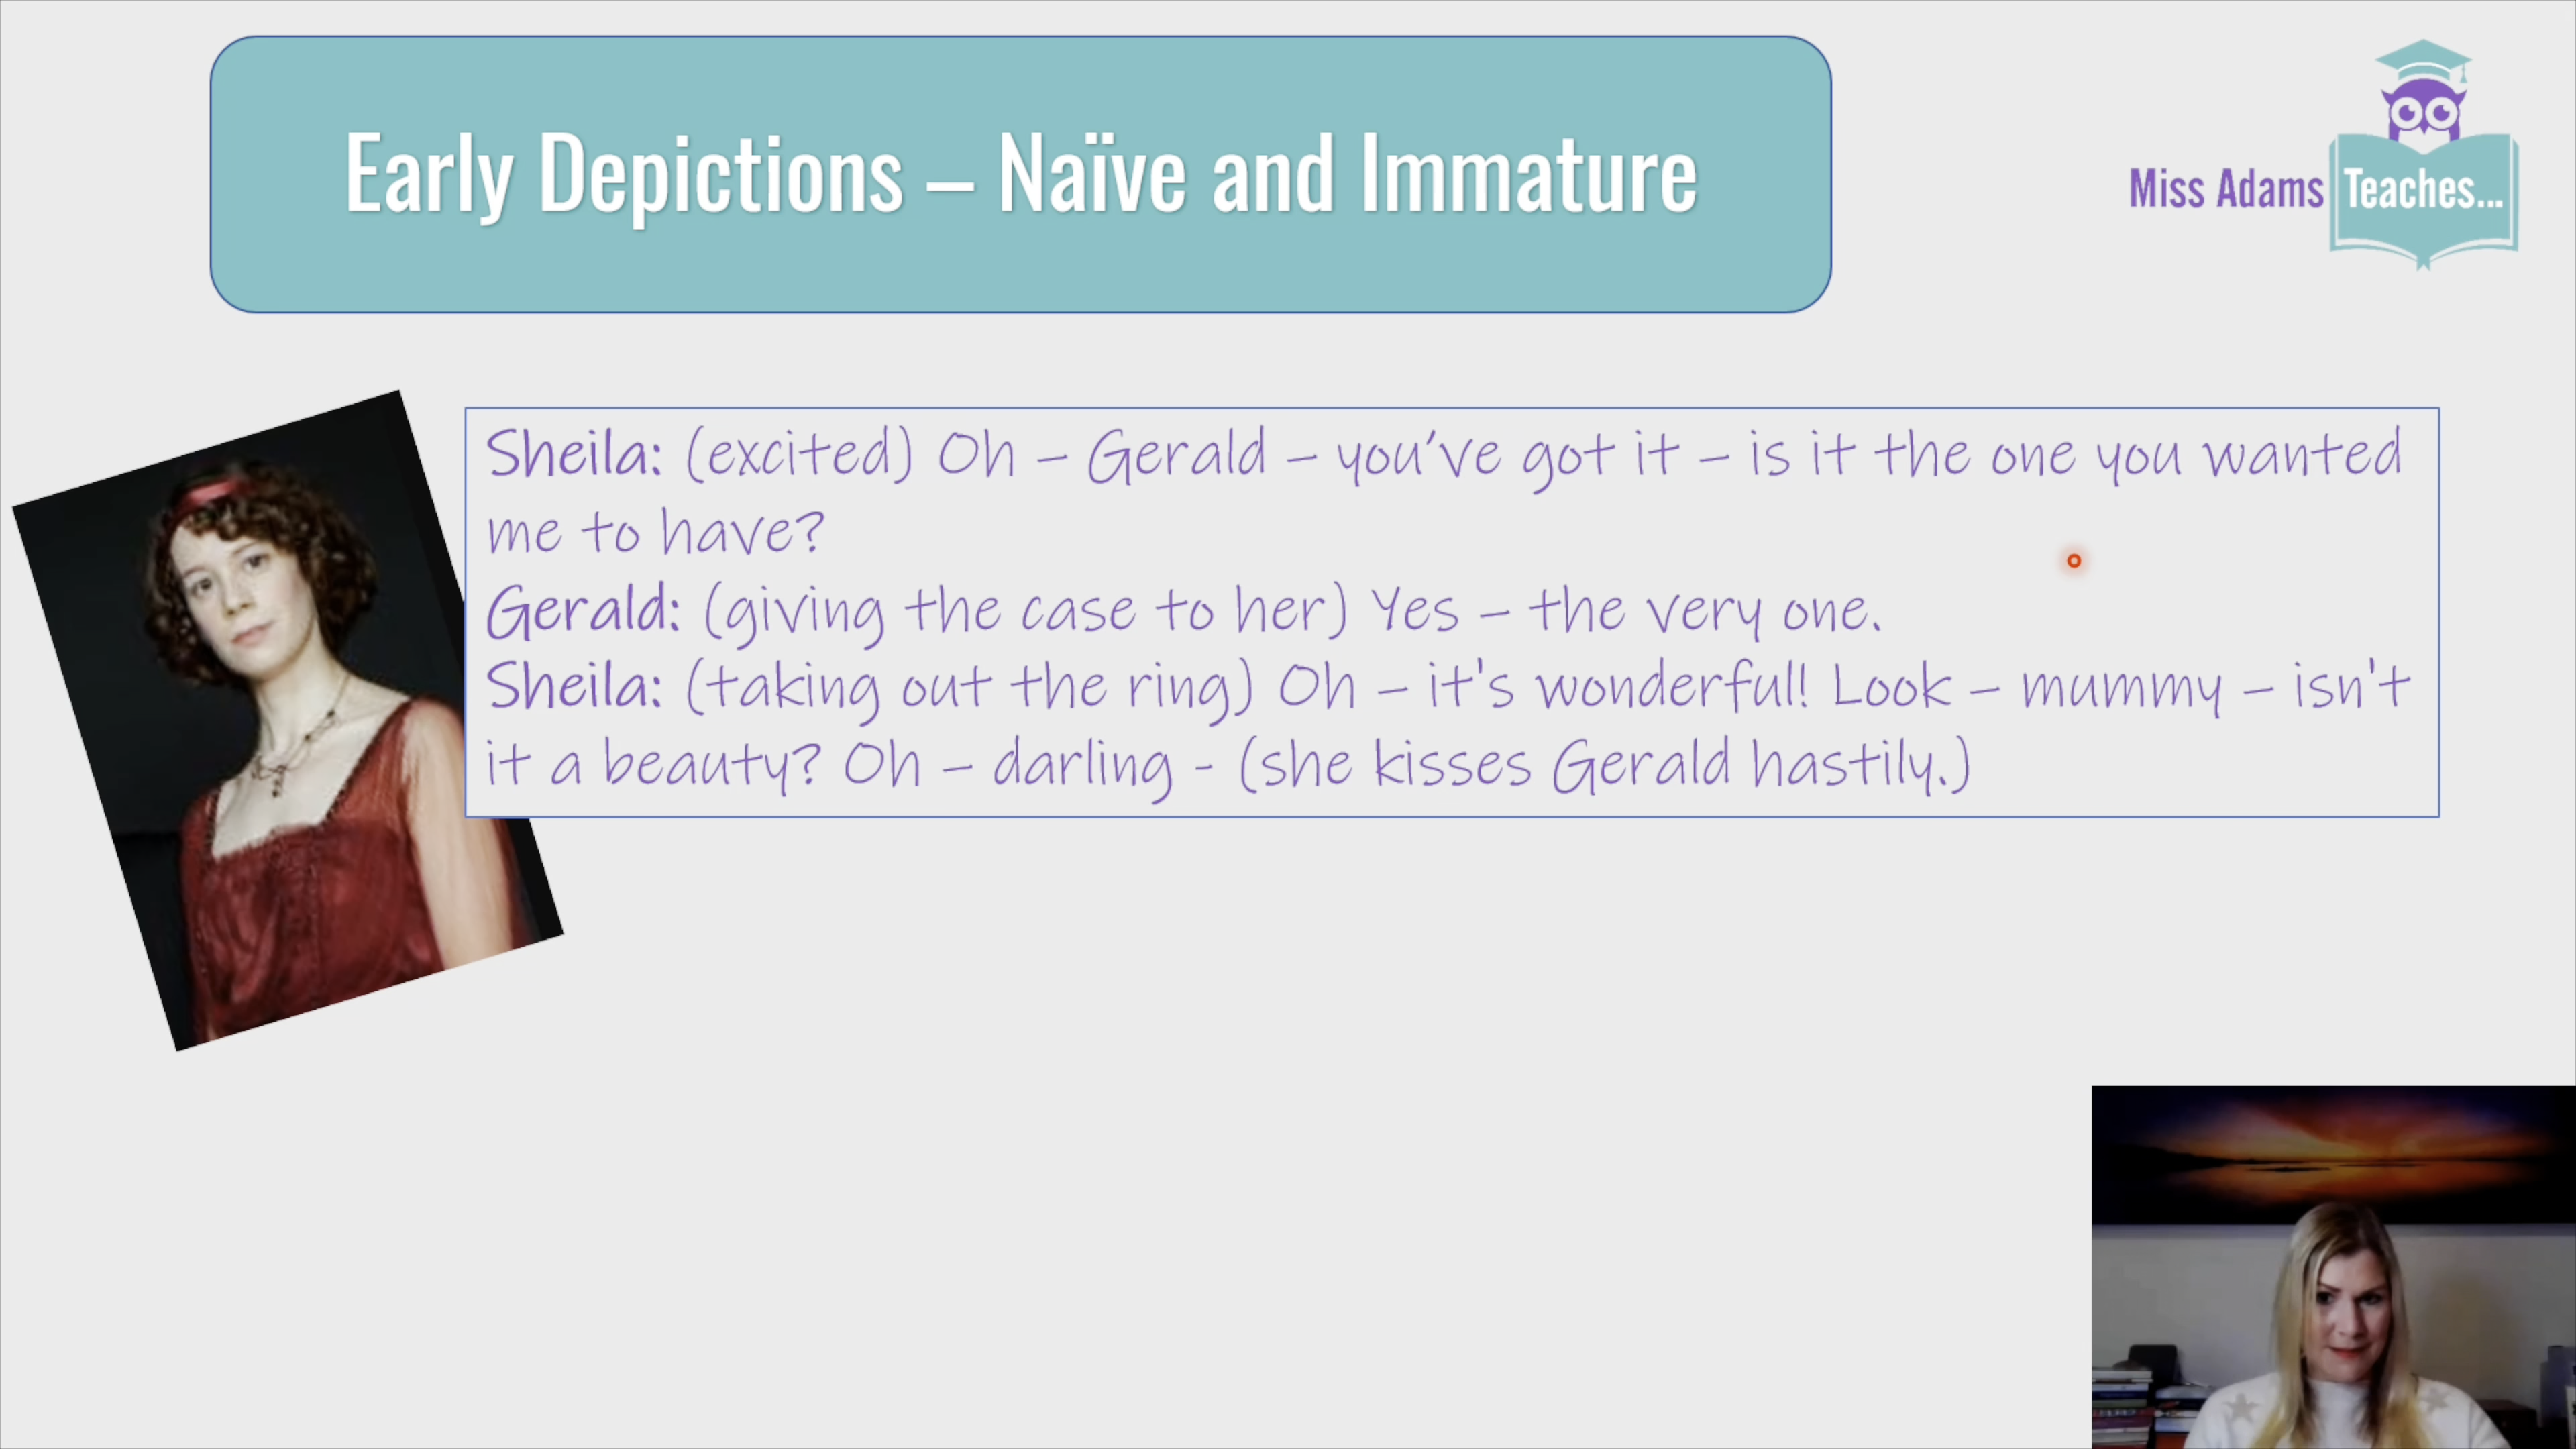 Early Depictions – Naïve and Immature
Miss Adams Teaches...
Sheila: (excited) Oh – Gerald – you've got it – is it the one you wanted
me to have?
Gerald: (giving the case to her) Yes – the very one.
Sheila: (taking out the ring) Oh – it's wonderful! Look – mummy – isn't
it a beauty? Oh – darling - (she kisses Gerald hastily.)